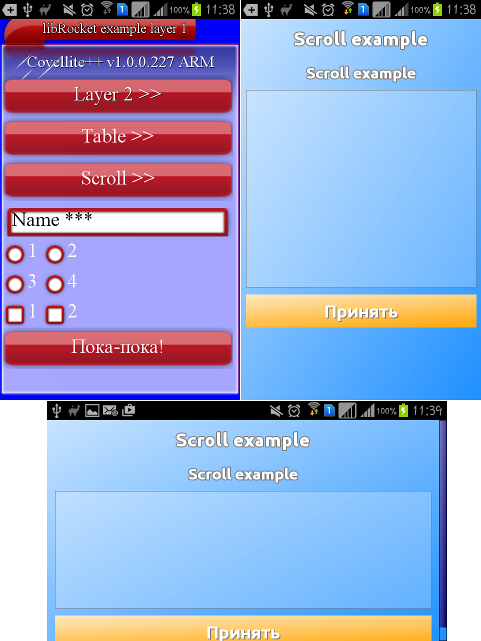 100% 11:38
libRocket example layer 1
Covellite++ v1.0.0.227 ARM
Layer 2 >>
Table >>
Scroll >>
Name ***
1 2
3 4
1 2
Пока-пока!
1 100% 11:38
Scroll example
Scroll example
Принять
1 100% 11:39
Scroll example
Scroll example
Принять